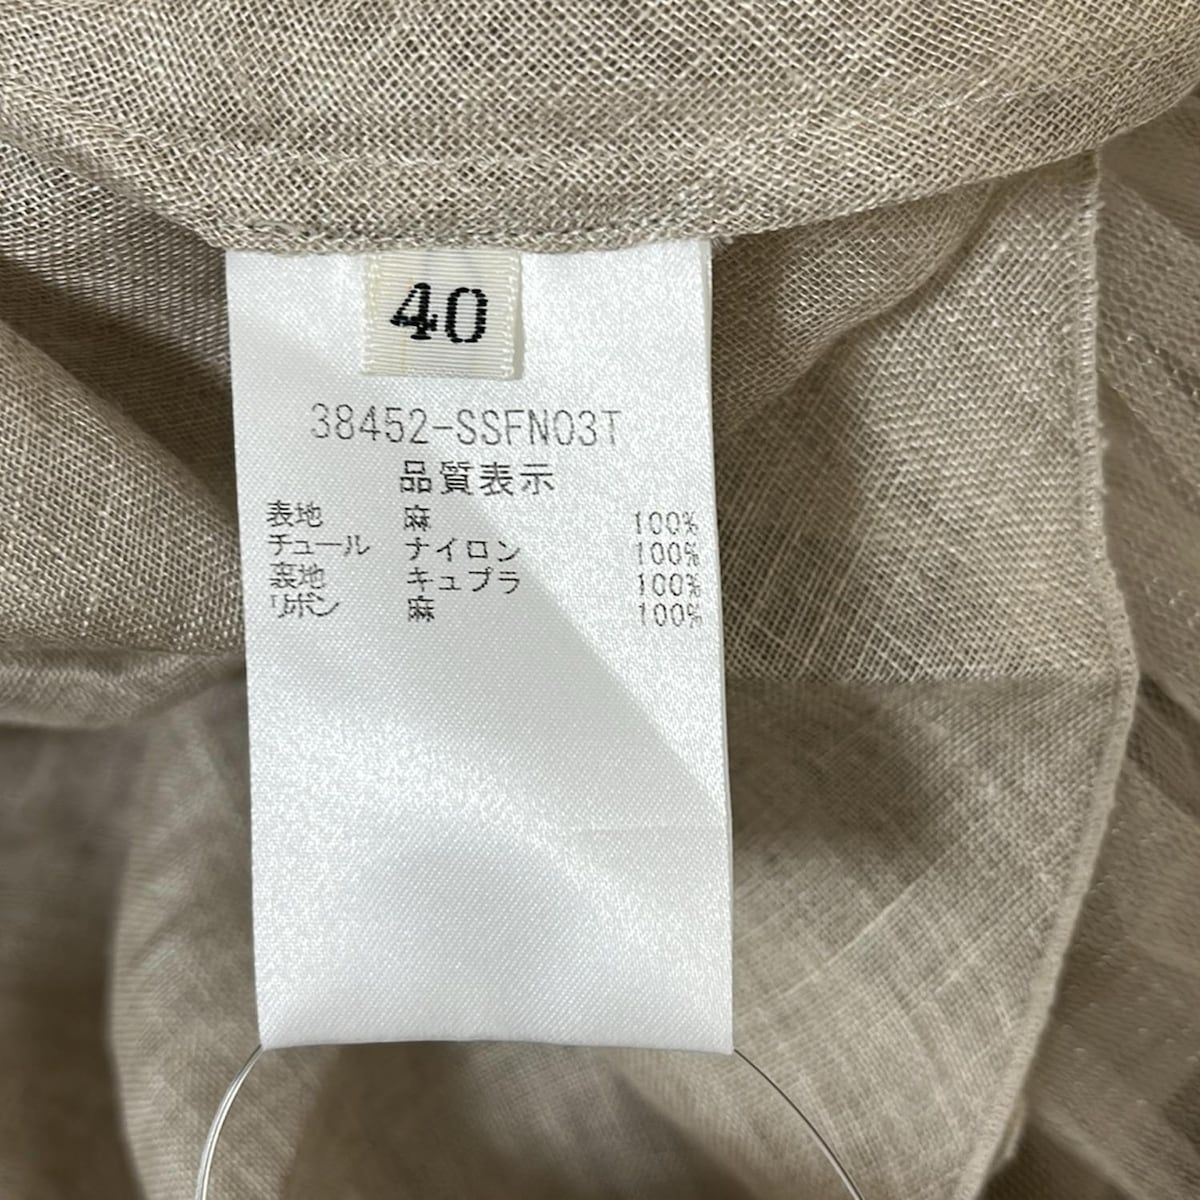 40
38452-SSFN03T
品質表示
表地 麻 100%
チュール ナイロン 100%
裏地 キュプラ 100%
リボン 麻 100%